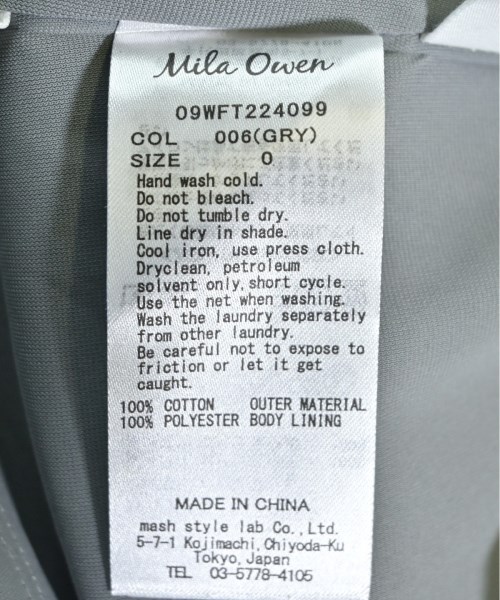 Mila Owen
09WFT224099
COL 006(GRY)
SIZE 0
Hand wash cold.
Do not bleach.
Do not tumble dry.
Line dry in shade.
Cool iron, use press cloth.
Dryclean, petroleum
solvent only, short cycle.
Use the net when washing.
Wash the laundry separately
from other laundry.
Be careful not to expose to
friction or let it get
caught.
100% COTTON OUTER MATERIAL
100% POLYESTER BODY LINING
MADE IN CHINA
mash style lab Co., Ltd.
5-7-1 Kojimachi, Chiyoda-Ku
Tokyo, Japan
TEL 03-5778-4105